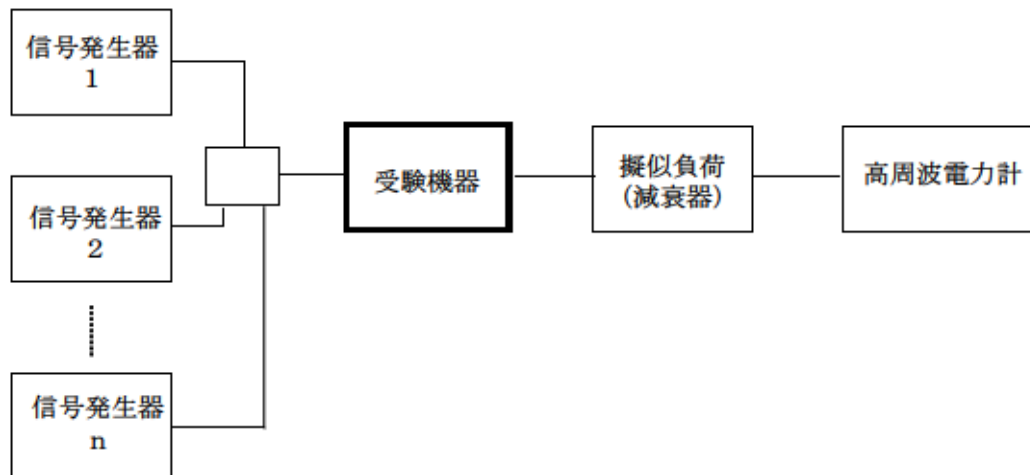 信号発生器
1
信号発生器
2
信号発生器
n
受験機器
擬似負荷
(減衰器)
高周波電力計